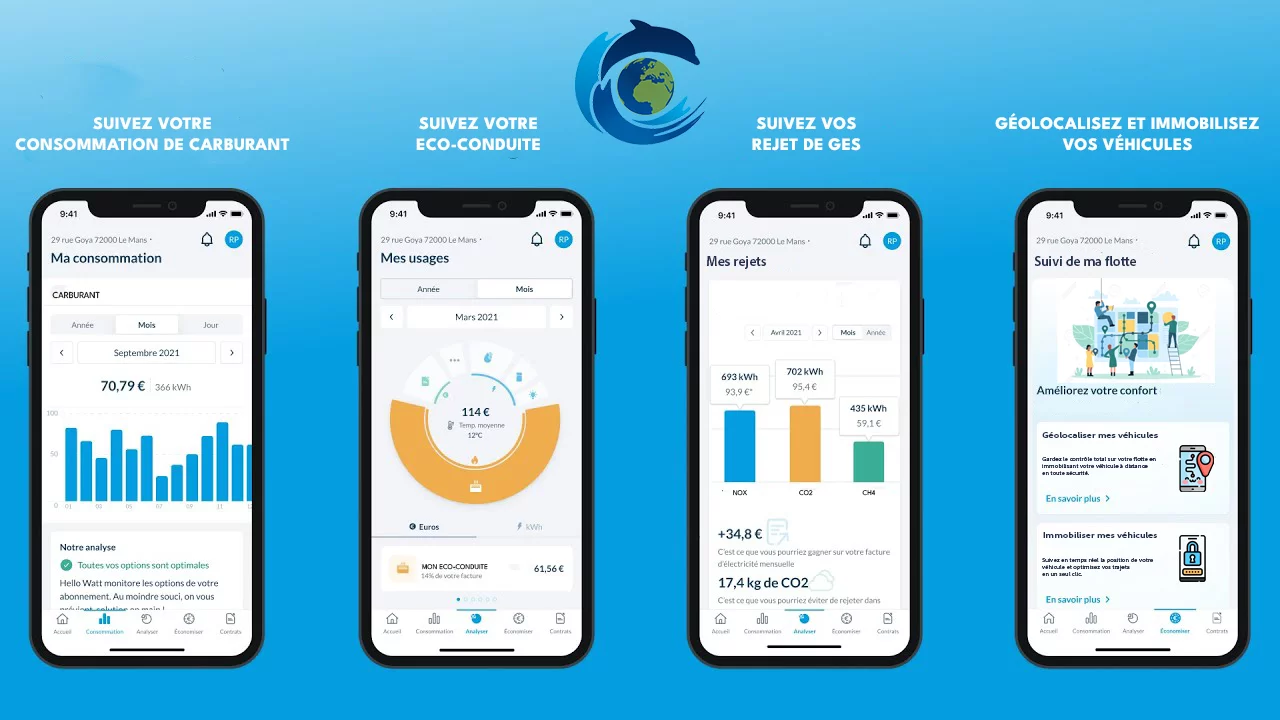 SUIVEZ VOTRE
CONSOMMATION DE CARBURANT
SUIVEZ VOTRE
ECO-CONDUITE
SUIVEZ VOS
REJET DE GES
GÉOLOCALISEZ ET IMMOBILISEZ
VOS VÉHICULES
9:41
29 rue Goya 72000 Le Mans
RP
Ma consommation
CARBURANT
Année Mois Jour
Septembre 2021
70,79 € 366 kWh
100
50
0
01 03 05 07 09 11
Notre analyse
Toutes vos options sont optimales
Hello Watt monitore les options de votre
abonnement. Au moindre souci, on vous
prévient, solution en main !
Accueil Consommation Analyser Économiser Contrats
9:41
29 rue Goya 72000 Le Mans
RP
Mes usages
Année Mois
Mars 2021
114 €
Temp. moyenne
12°C
Euros kWh
MON ECO-CONDUITE
14% de votre facture
61,56 €
Accueil Consommation Analyser Économiser Contrats
9:41
29 rue Goya 72000 Le Mans
RP
Mes rejets
Avril 2021 Mois Année
693 kWh
93,9 €*
702 kWh
95,4 €
435 kWh
59,1 €
NOX CO2 CH4
+34,8 €
C'est ce que vous pourriez gagner sur votre facture
d'électricité mensuelle
17,4 kg de CO2
C'est ce que vous pourriez éviter de rejeter dans
Accueil Consommation Analyser Économiser Contrats
9:41
29 rue Goya 72000 Le Mans
RP
Suivi de ma flotte
Améliorez votre confort
Géolocaliser mes véhicules
Gardez le contrôle total sur votre flotte en
immobilisant votre véhicule à distance
en toute sécurité.
En savoir plus
Immobiliser mes véhicules
Suivez en temps réel la position de votre
véhicule et optimisez vos trajets
en un seul clic.
En savoir plus
Accueil Consommation Analyser Économiser Contrats